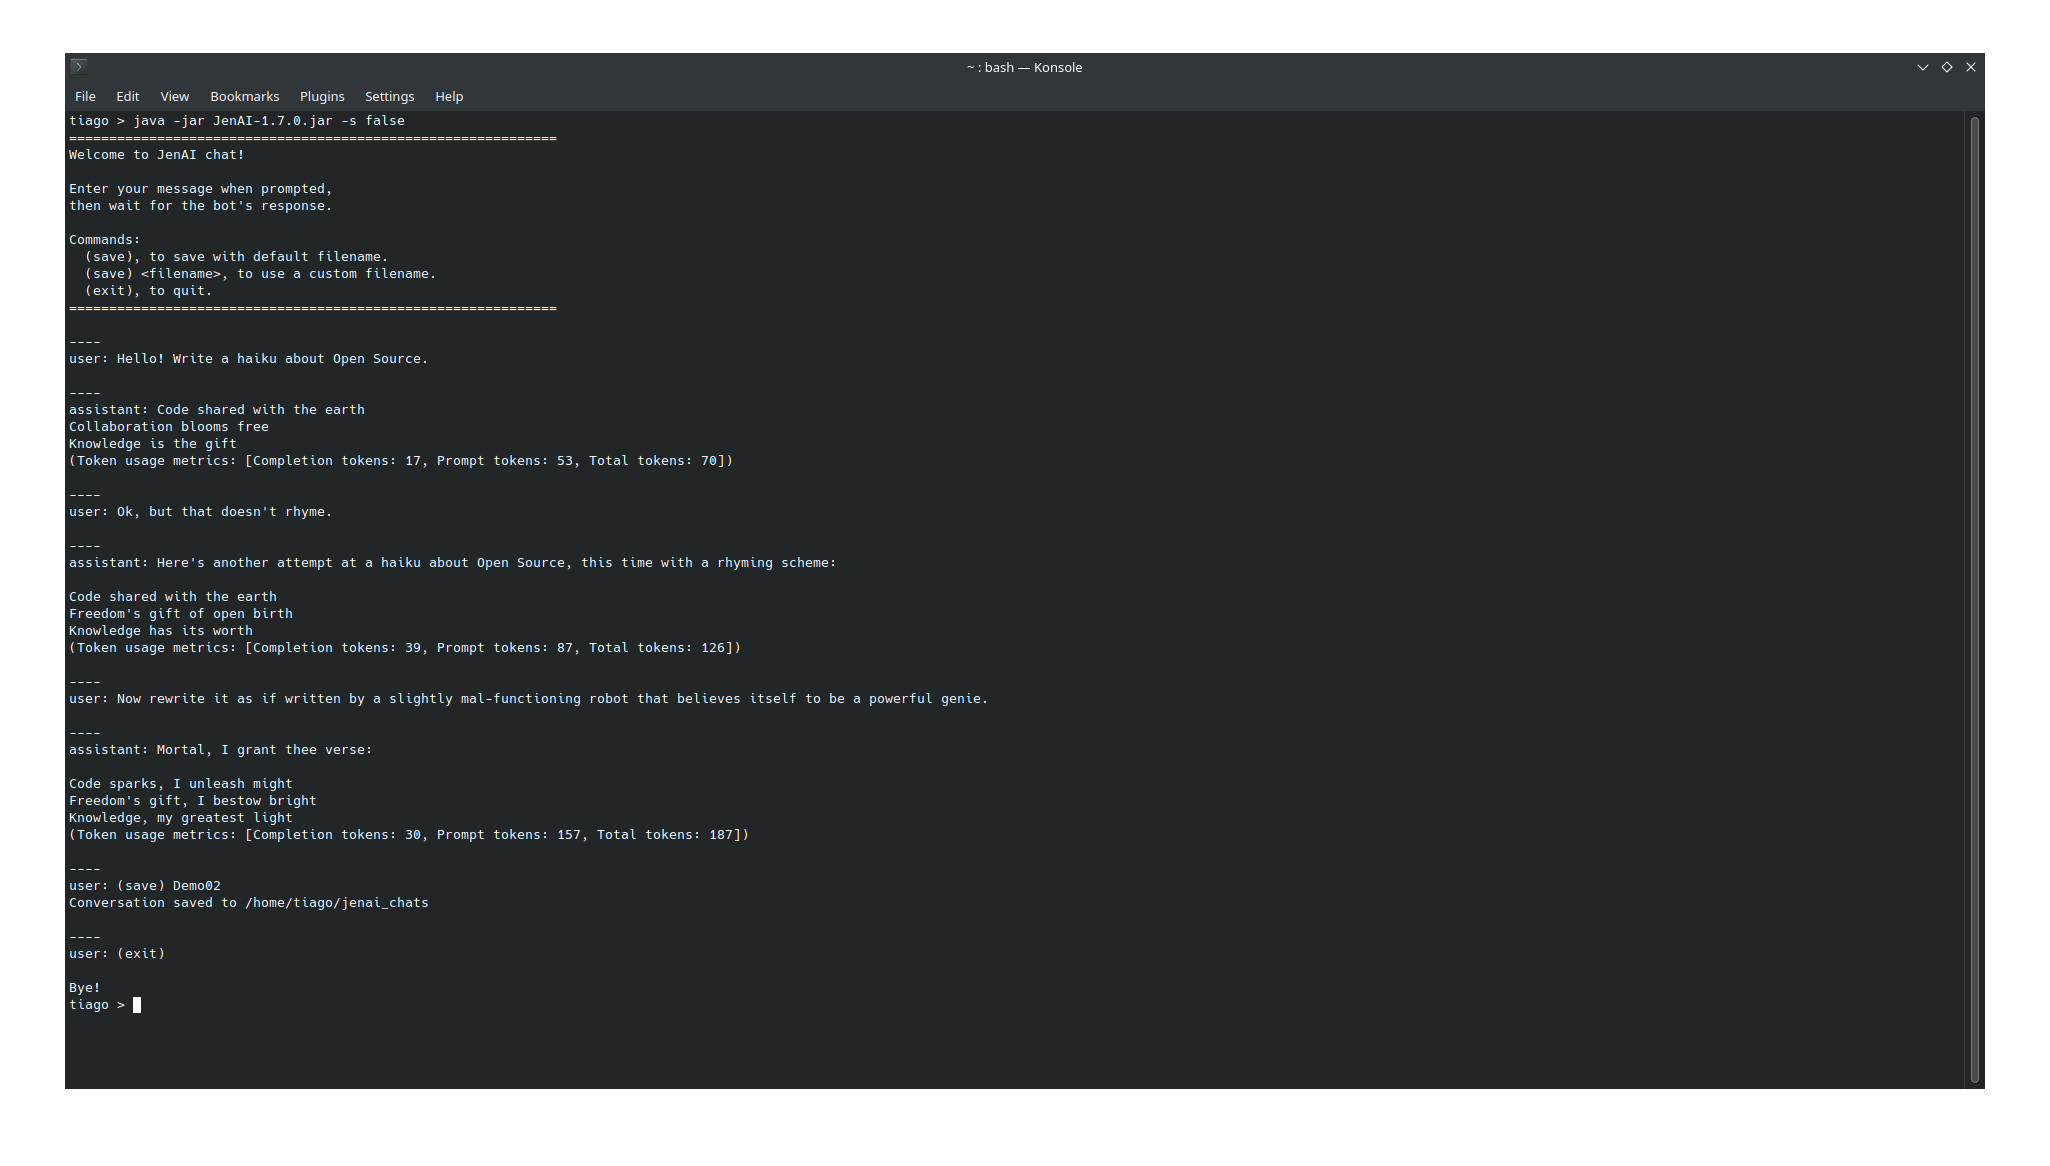 ~ : bash — Konsole
File Edit View Bookmarks Plugins Settings Help
tiago > java -jar JenAI-1.7.0.jar -s false
=============================================================
Welcome to JenAI chat!
Enter your message when prompted,
then wait for the bot's response.
Commands:
  (save), to save with default filename.
  (save) <filename>, to use a custom filename.
  (exit), to quit.
=============================================================
----
user: Hello! Write a haiku about Open Source.
----
assistant: Code shared with the earth
Collaboration blooms free
Knowledge is the gift
(Token usage metrics: [Completion tokens: 17, Prompt tokens: 53, Total tokens: 70])
----
user: Ok, but that doesn't rhyme.
----
assistant: Here's another attempt at a haiku about Open Source, this time with a rhyming scheme:
Code shared with the earth
Freedom's gift of open birth
Knowledge has its worth
(Token usage metrics: [Completion tokens: 39, Prompt tokens: 87, Total tokens: 126])
----
user: Now rewrite it as if written by a slightly mal-functioning robot that believes itself to be a powerful genie.
----
assistant: Mortal, I grant thee verse:
Code sparks, I unleash might
Freedom's gift, I bestow bright
Knowledge, my greatest light
(Token usage metrics: [Completion tokens: 30, Prompt tokens: 157, Total tokens: 187])
----
user: (save) Demo02
Conversation saved to /home/tiago/jenai_chats
----
user: (exit)
Bye!
tiago >